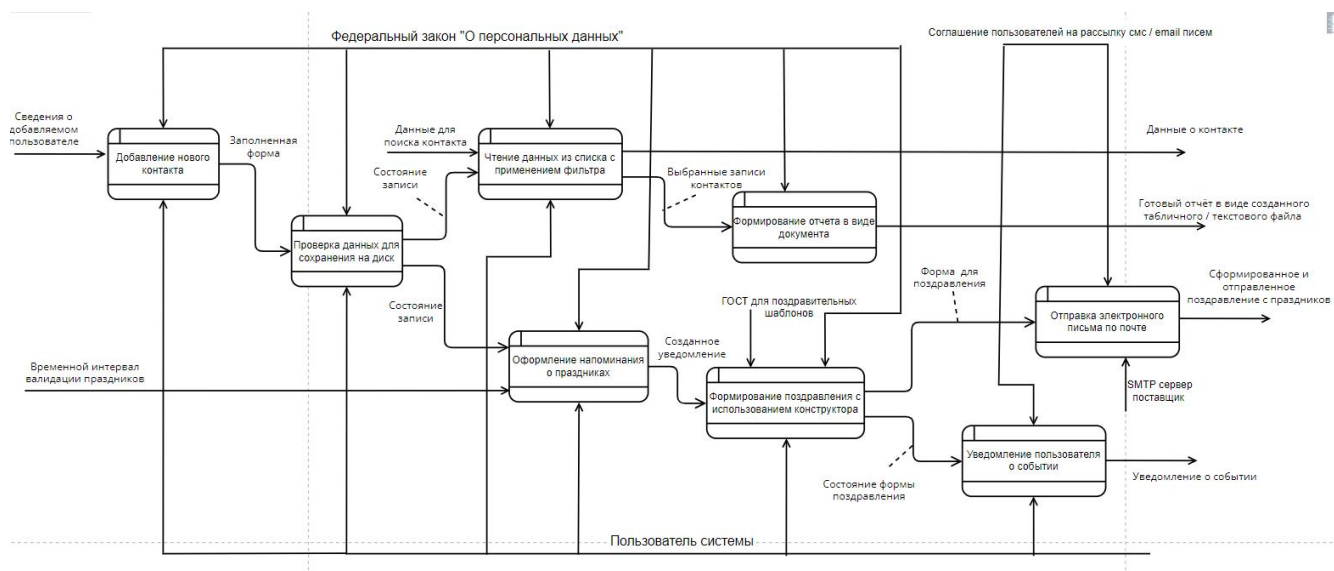 Федеральный закон "О персональных данных"
Соглашение пользователей на рассылку смс / email писем
Сведения о
добавляемом
пользователе
Добавление нового
контакта
Заполненная
форма
Данные для
поиска контакта
Состояние
записи
Чтение данных из списка с
применением фильтра
Выбранные записи
контактов
Данные о контакте
Формирование отчета в виде
документа
Готовый отчёт в виде созданного
табличного / текстового файла
Проверка данных для
сохранения на диск
Состояние
записи
Форма для
поздравления
Сформированное и
отправленное
поздравление с праздников
ГОСТ для поздравительных
шаблонов
Отправка электронного
письма по почте
Временной интервал
валидации праздников
Оформление напоминания
о праздниках
Созданное
уведомление
Формирование поздравления с
использованием конструктора
SMTP сервер
поставщик
Уведомление пользователя
о событии
Уведомление о событии
Состояние формы
поздравления
Пользователь системы